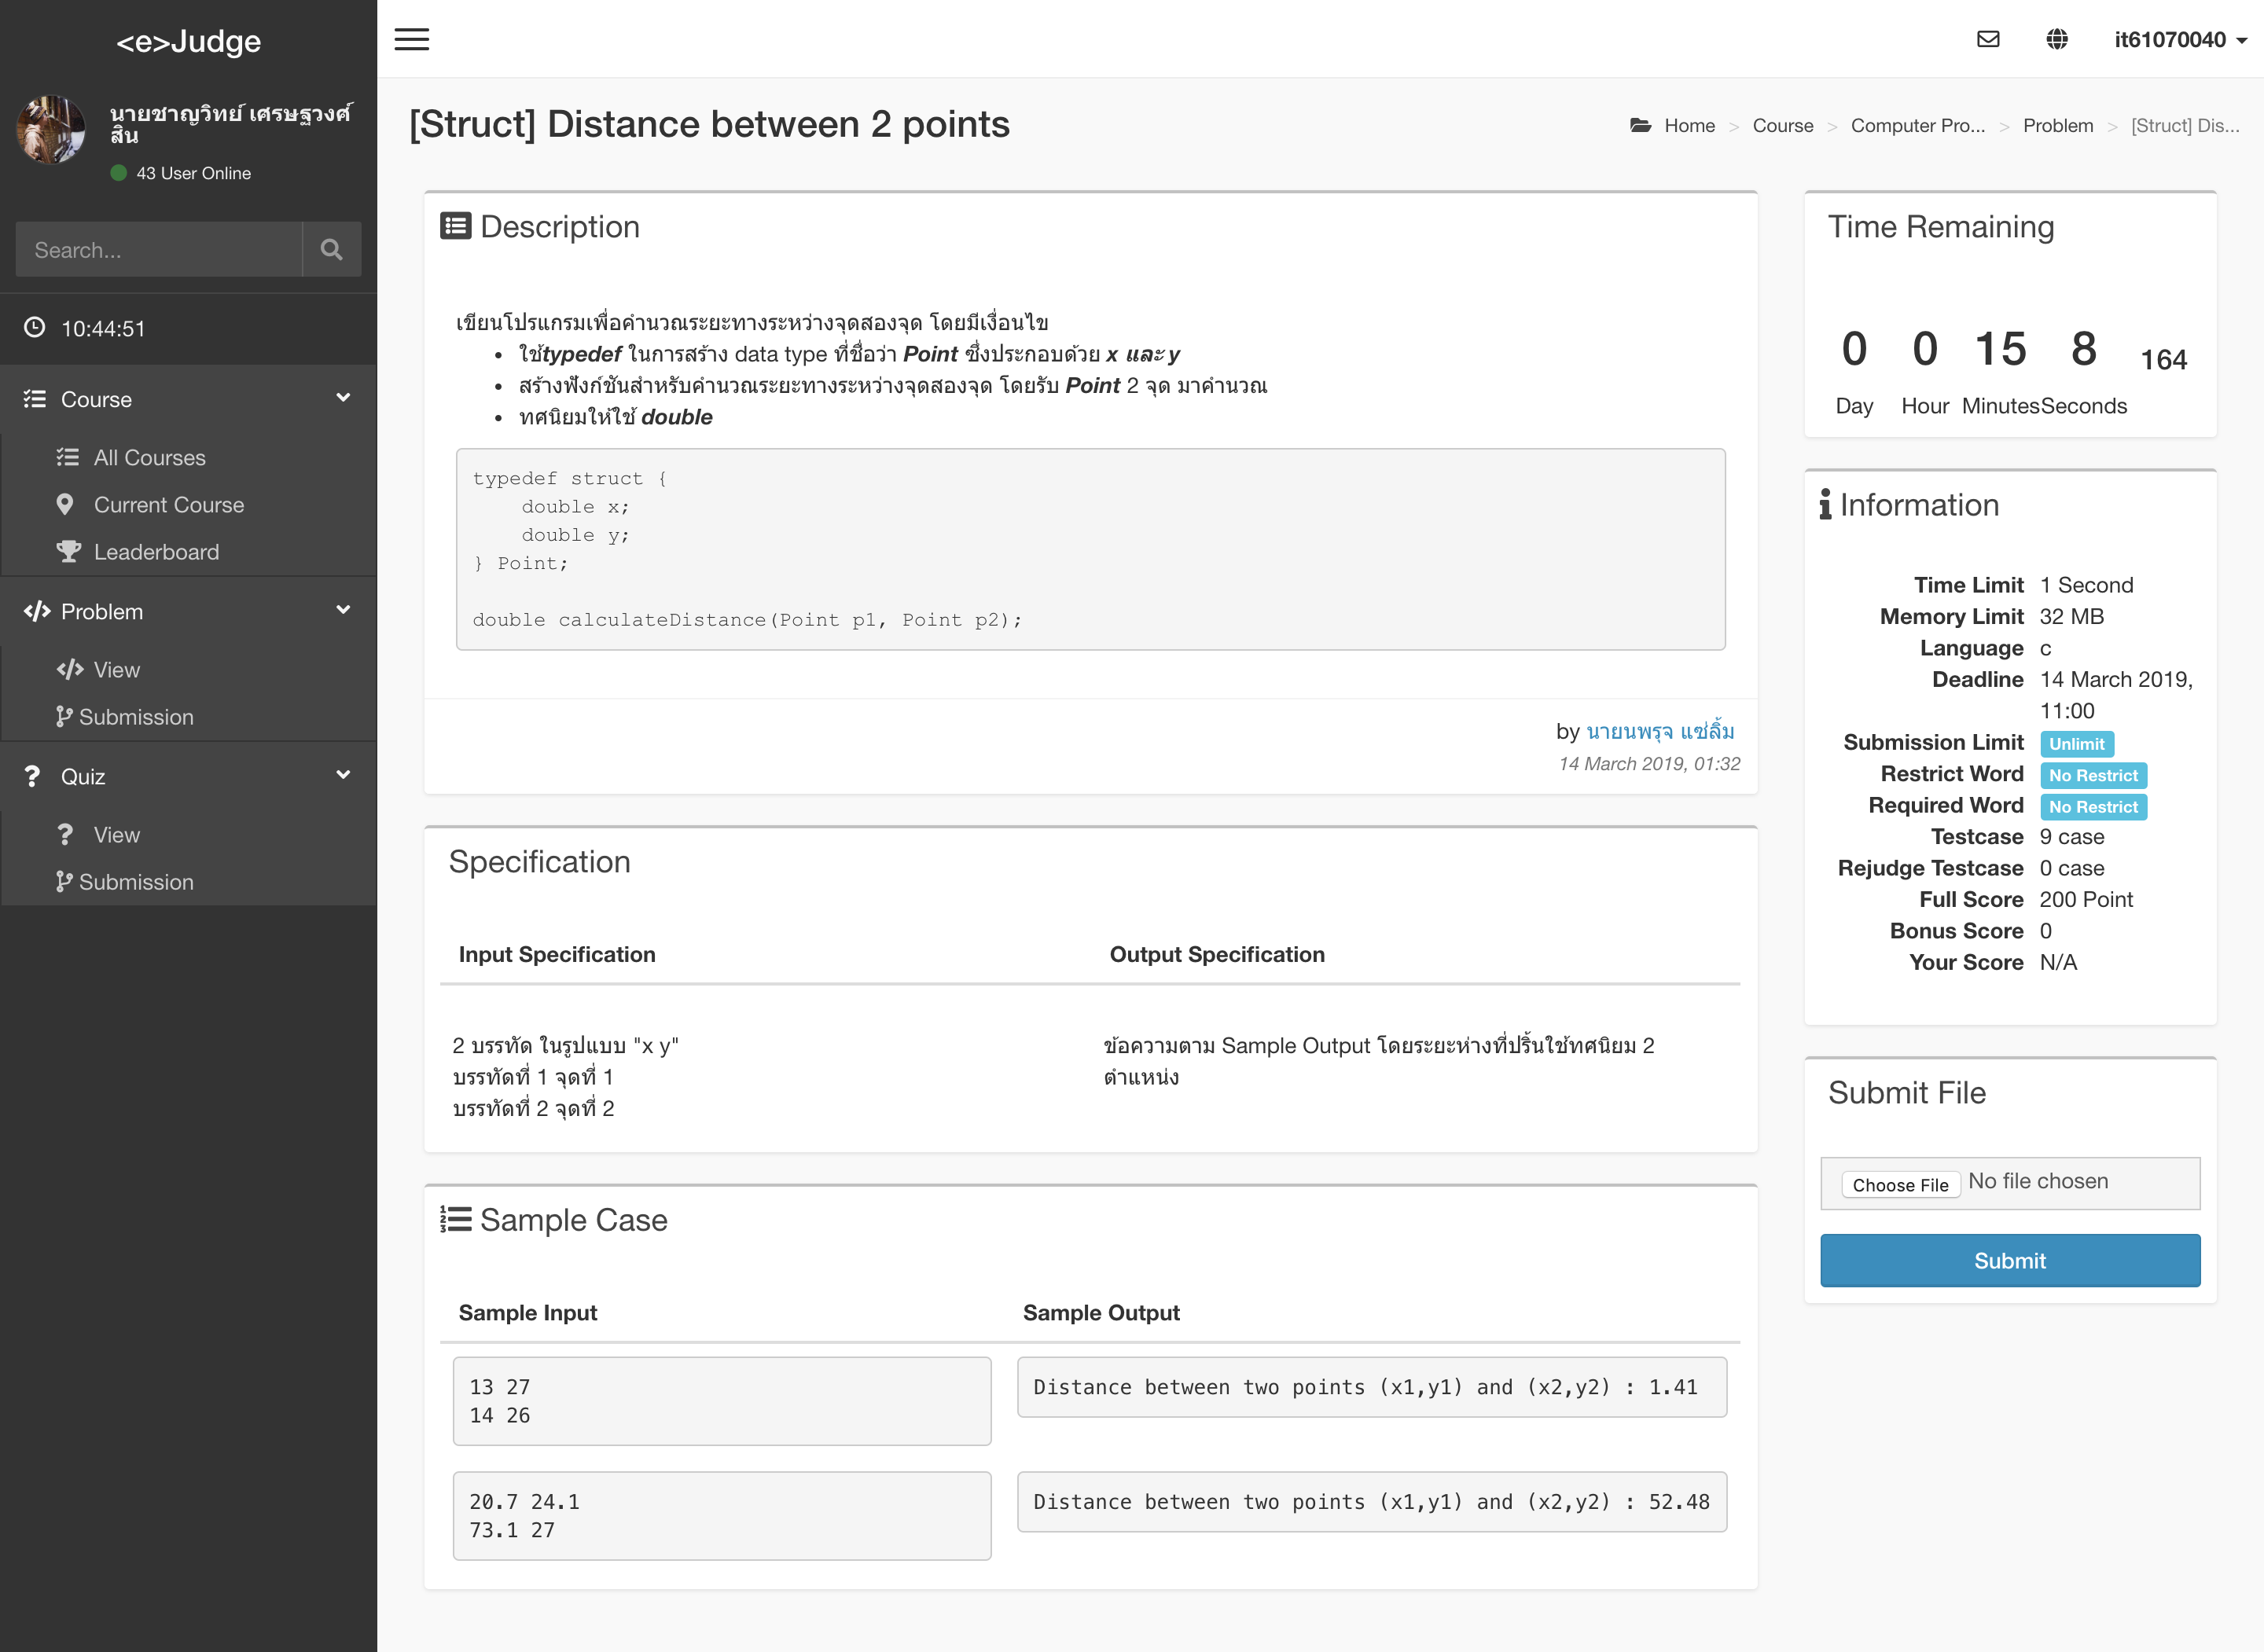 <e>Judge
it61070040
นายชาญวิทย์ เศรษฐวงศ์
สิน
43 User Online
Search...
10:44:51
Course
All Courses
Current Course
Leaderboard
Problem
View
Submission
Quiz
View
Submission
[Struct] Distance between 2 points
Home > Course > Computer Pro... > Problem > [Struct] Dis...
Description
เขียนโปรแกรมเพื่อคำนวณระยะทางระหว่างจุดสองจุด โดยมีเงื่อนไข
• ใช้typedef ในการสร้าง data type ที่ชื่อว่า Point ซึ่งประกอบด้วย x และ y
• สร้างฟังก์ชันสำหรับคำนวณระยะทางระหว่างจุดสองจุด โดยรับ Point 2 จุด มาคำนวณ
• ทศนิยมให้ใช้ double
typedef struct {
    double x;
    double y;
} Point;
double calculateDistance(Point p1, Point p2);
by นายนพรุจ แซ่ลิ้ม
14 March 2019, 01:32
Specification
Input Specification
Output Specification
2 บรรทัด ในรูปแบบ "x y"
บรรทัดที่ 1 จุดที่ 1
บรรทัดที่ 2 จุดที่ 2
ข้อความตาม Sample Output โดยระยะห่างที่ปริ้นใช้ทศนิยม 2
ตำแหน่ง
Sample Case
Sample Input
Sample Output
13 27
14 26
Distance between two points (x1,y1) and (x2,y2) : 1.41
20.7 24.1
73.1 27
Distance between two points (x1,y1) and (x2,y2) : 52.48
Time Remaining
0 0 15 8 164
Day Hour Minutes Seconds
Information
Time Limit 1 Second
Memory Limit 32 MB
Language c
Deadline 14 March 2019,
11:00
Submission Limit Unlimit
Restrict Word No Restrict
Required Word No Restrict
Testcase 9 case
Rejudge Testcase 0 case
Full Score 200 Point
Bonus Score 0
Your Score N/A
Submit File
Choose File No file chosen
Submit